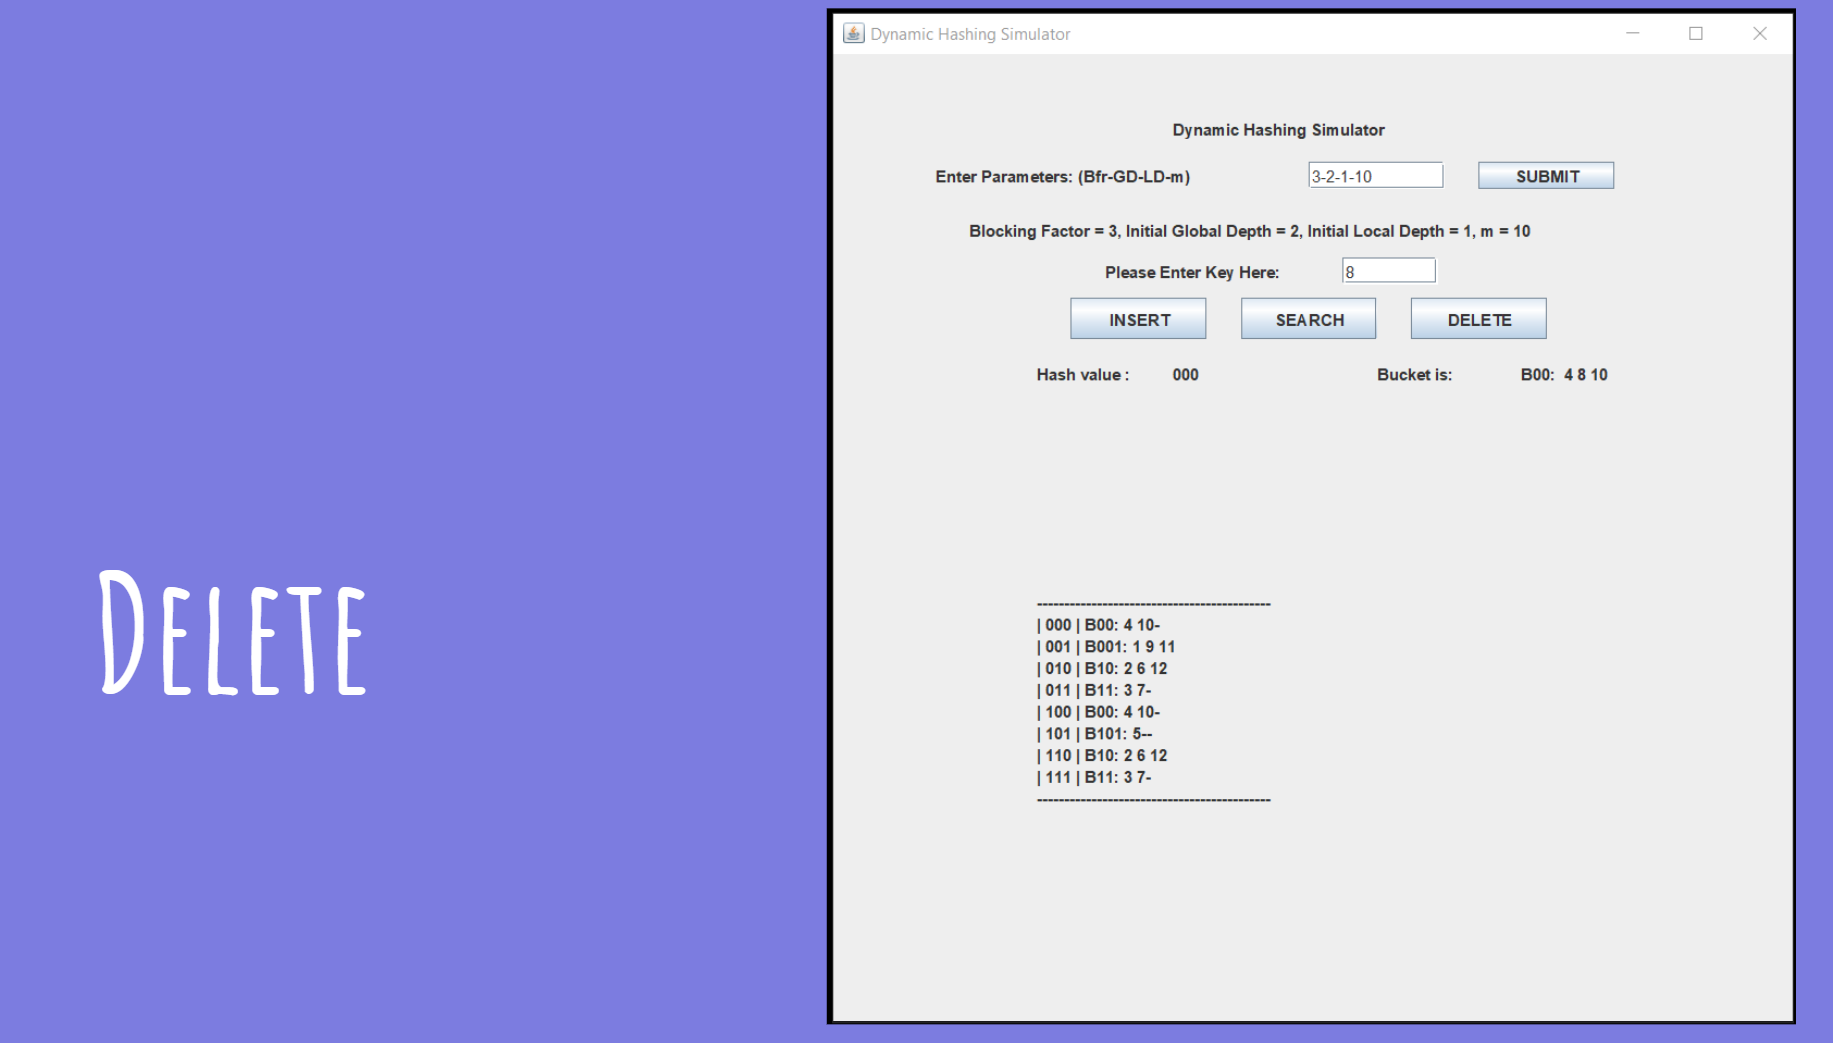 Dynamic Hashing Simulator
Dynamic Hashing Simulator
Enter Parameters: (Bfr-GD-LD-m) 3-2-1-10 SUBMIT
Blocking Factor = 3, Initial Global Depth = 2, Initial Local Depth = 1, m = 10
Please Enter Key Here: 8
INSERT SEARCH DELETE
Hash value : 000 Bucket is: B00: 4 8 10
DELETE
-------------------------------------------
| 000 | B00: 4 10-
| 001 | B001: 1 9 11
| 010 | B10: 2 6 12
| 011 | B11: 3 7-
| 100 | B00: 4 10-
| 101 | B101: 5--
| 110 | B10: 2 6 12
| 111 | B11: 3 7-
-------------------------------------------